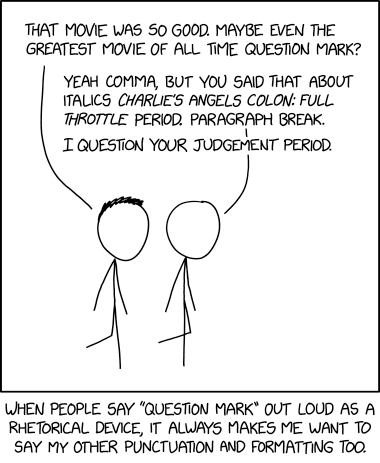 THAT MOVIE WAS SO GOOD. MAYBE EVEN THE
GREATEST MOVIE OF ALL TIME QUESTION MARK?
YEAH COMMA, BUT YOU SAID THAT ABOUT
ITALICS CHARLIE'S ANGELS COLON: FULL
THROTTLE PERIOD. PARAGRAPH BREAK.
I QUESTION YOUR JUDGEMENT PERIOD.
WHEN PEOPLE SAY "QUESTION MARK" OUT LOUD AS A
RHETORICAL DEVICE, IT ALWAYS MAKES ME WANT TO
SAY MY OTHER PUNCTUATION AND FORMATTING TOO.